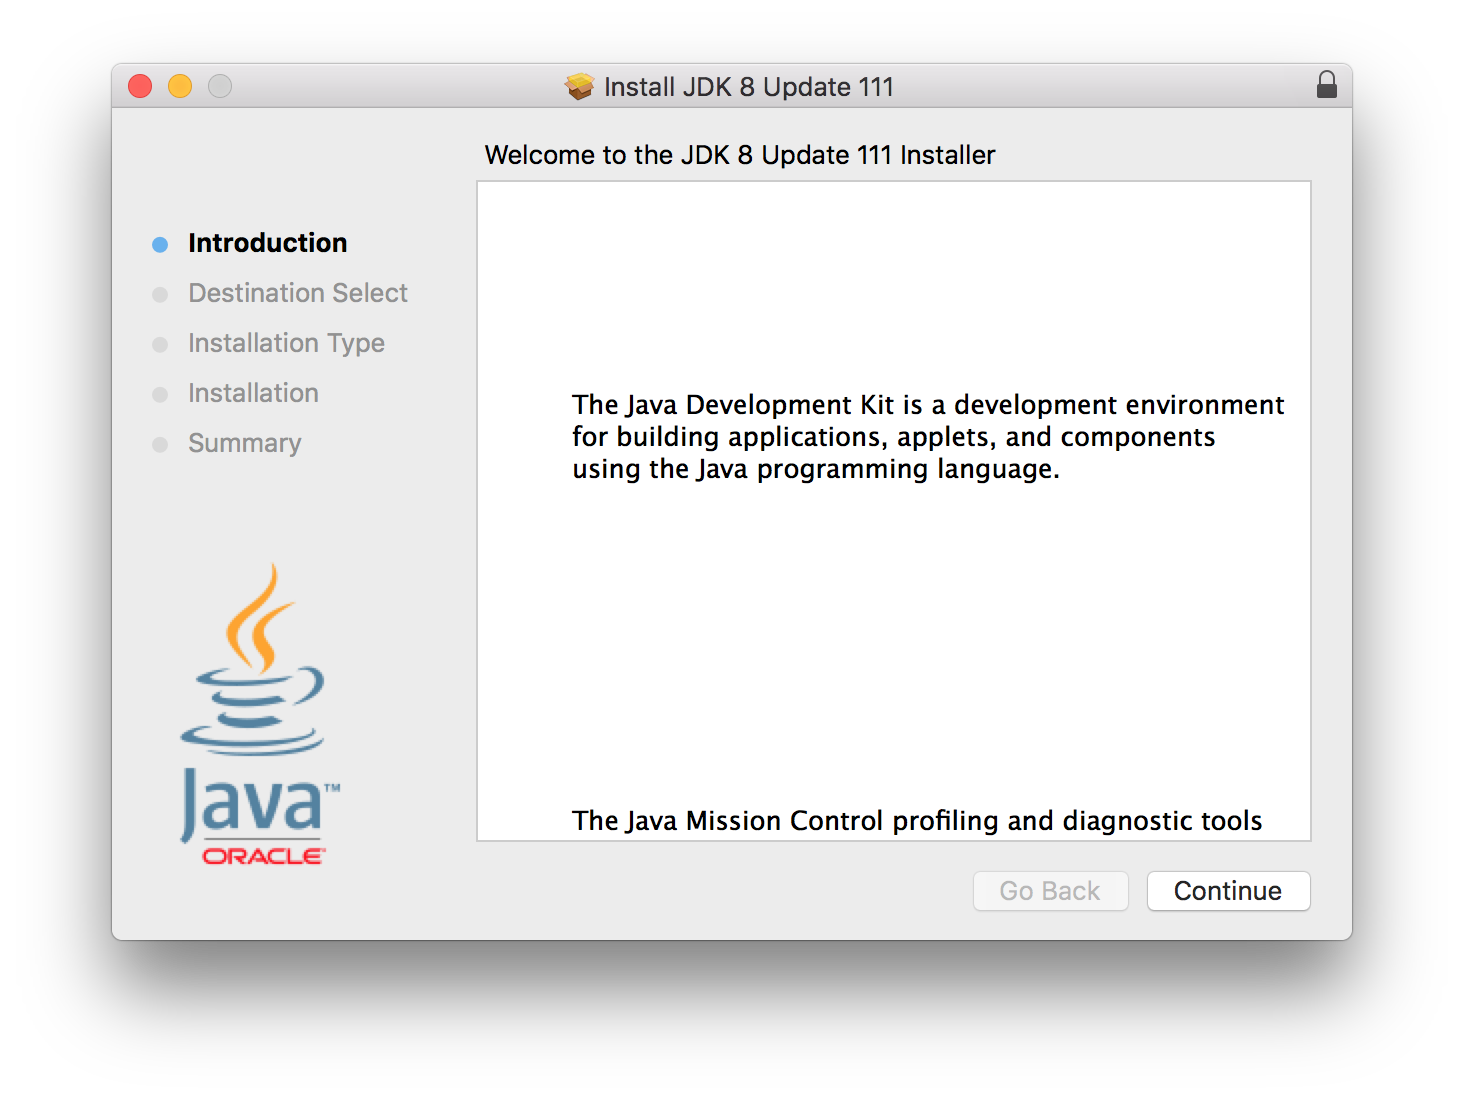 Install JDK 8 Update 111
Welcome to the JDK 8 Update 111 Installer
Introduction
Destination Select
Installation Type
Installation
Summary
The Java Development Kit is a development environment
for building applications, applets, and components
using the Java programming language.
The Java Mission Control profiling and diagnostic tools
Java™
ORACLE
Go Back
Continue